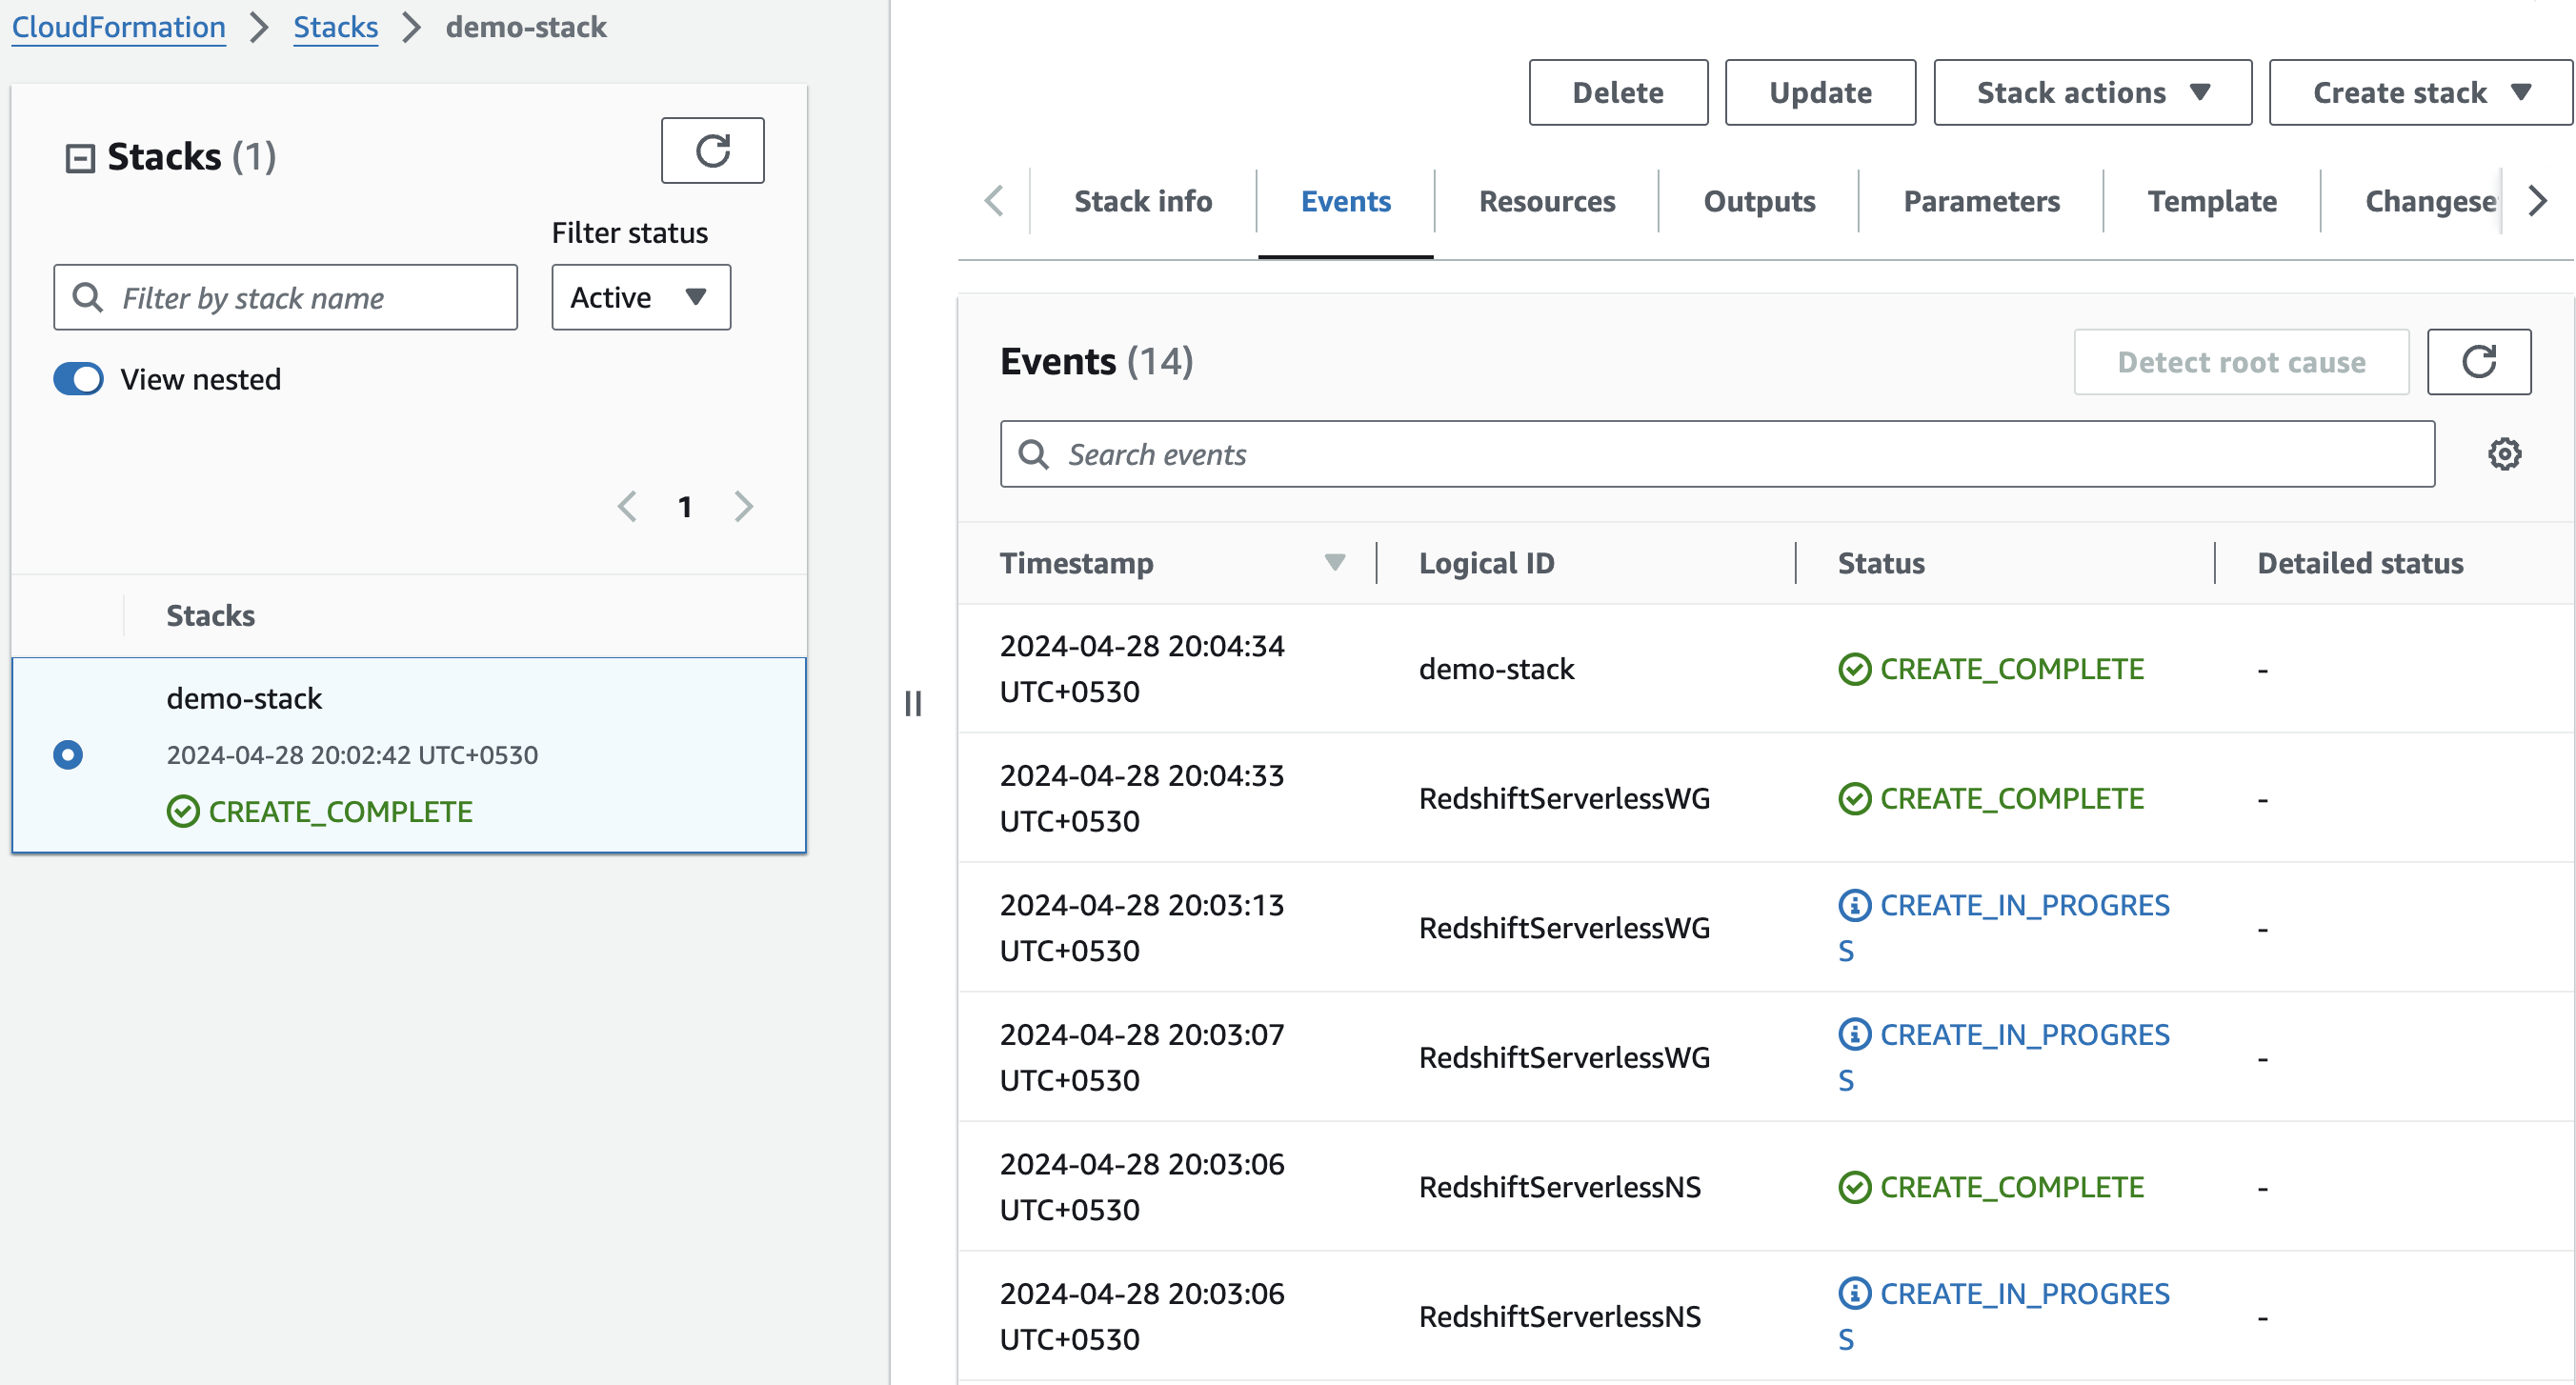 CloudFormation > Stacks > demo-stack
Stacks (1)
Filter status
Filter by stack name
Active
View nested
1
Stacks
demo-stack
2024-04-28 20:02:42 UTC+0530
CREATE_COMPLETE
Delete Update Stack actions Create stack
Stack info Events Resources Outputs Parameters Template Changese
Events (14)
Detect root cause
Search events
Timestamp Logical ID Status Detailed status
2024-04-28 20:04:34
UTC+0530
demo-stack
CREATE_COMPLETE
-
2024-04-28 20:04:33
UTC+0530
RedshiftServerlessWG
CREATE_COMPLETE
-
2024-04-28 20:03:13
UTC+0530
RedshiftServerlessWG
CREATE_IN_PROGRES
S
-
2024-04-28 20:03:07
UTC+0530
RedshiftServerlessWG
CREATE_IN_PROGRES
S
-
2024-04-28 20:03:06
UTC+0530
RedshiftServerlessNS
CREATE_COMPLETE
-
2024-04-28 20:03:06
UTC+0530
RedshiftServerlessNS
CREATE_IN_PROGRES
S
-